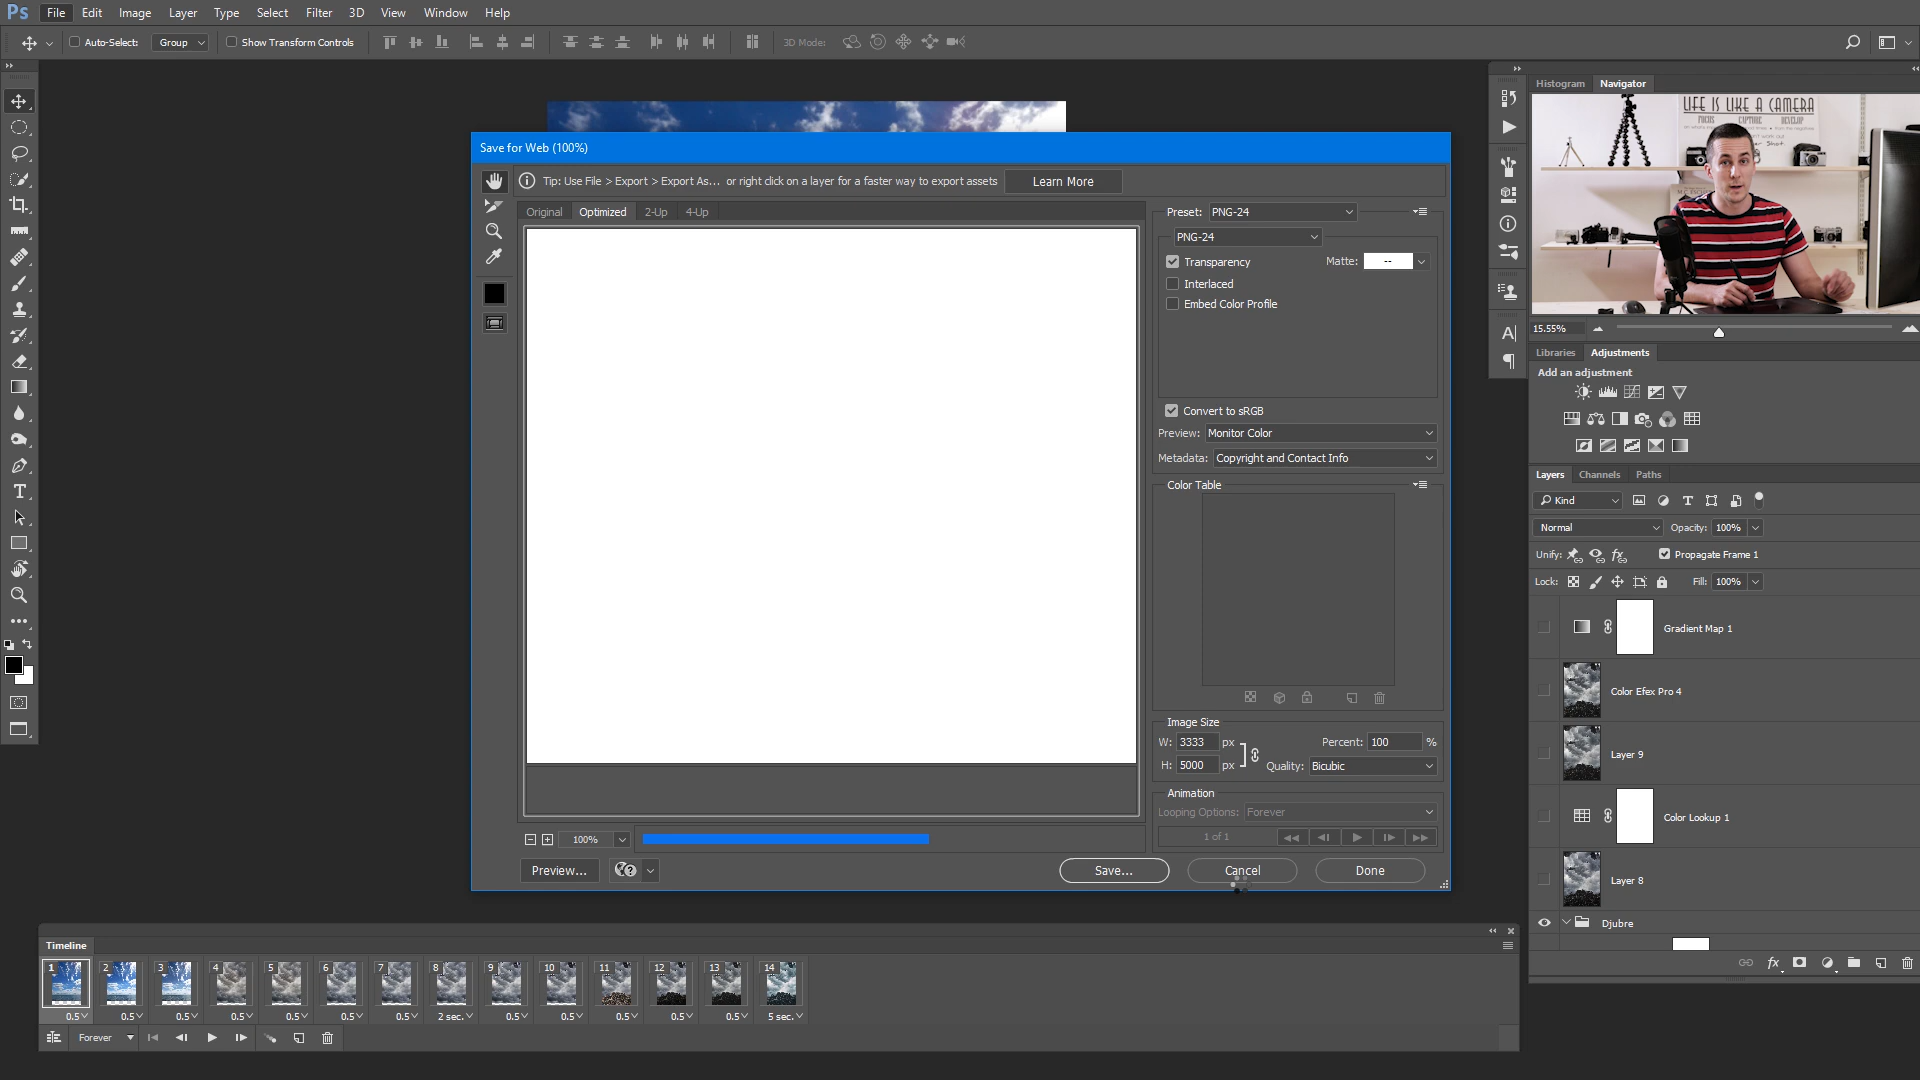 Ps File Edit Image Layer Type Select Filter 3D View Window Help
Auto-Select: Group Show Transform Controls 3D Mode:
Histogram Navigator
LIFE IS LIKE A CAMERA
FOCUS CAPTURE DEVELOP
15.55%
Libraries Adjustments
Add an adjustment
Layers Channels Paths
Kind
Normal Opacity: 100%
Unify: Propagate Frame 1
Lock: Fill: 100%
Gradient Map 1
Color Efex Pro 4
Layer 9
Color Lookup 1
Layer 8
Djubre
Save for Web (100%)
Tip: Use File > Export > Export As... or right click on a layer for a faster way to export assets Learn More
Original Optimized 2-Up 4-Up
Preset: PNG-24
PNG-24
Transparency Matte: --
Interlaced
Embed Color Profile
Convert to sRGB
Preview: Monitor Color
Metadata: Copyright and Contact Info
Color Table
Image Size
W: 3333 px Percent: 100 %
H: 5000 px Quality: Bicubic
Animation
Looping Options: Forever
1 of 1
100%
Preview... Save... Cancel Done
Timeline
1 2 3 4 5 6 7 8 9 10 11 12 13 14
0.5 0.5 0.5 0.5 0.5 0.5 0.5 2 sec. 0.5 0.5 0.5 0.5 0.5 5 sec.
Forever